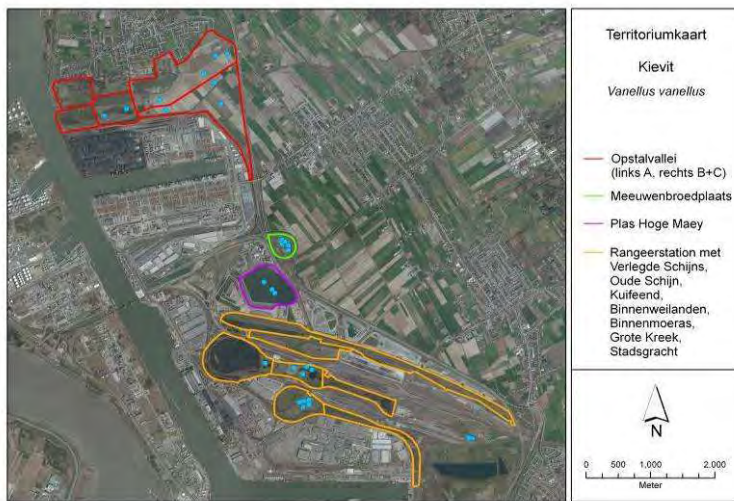 Territoriumkaart
Kievit
Vanellus vanellus
Opstalvallei
(links A, rechts B+C)
Meeuwenbroedplaats
Plas Hoge Maey
Rangeerstation met
Verlegde Schijns,
Oude Schijn,
Kuifeend,
Binnenweilanden,
Binnenmoeras,
Grote Kreek,
Stadsgracht
N
0 500 1.000 2.000
Meter